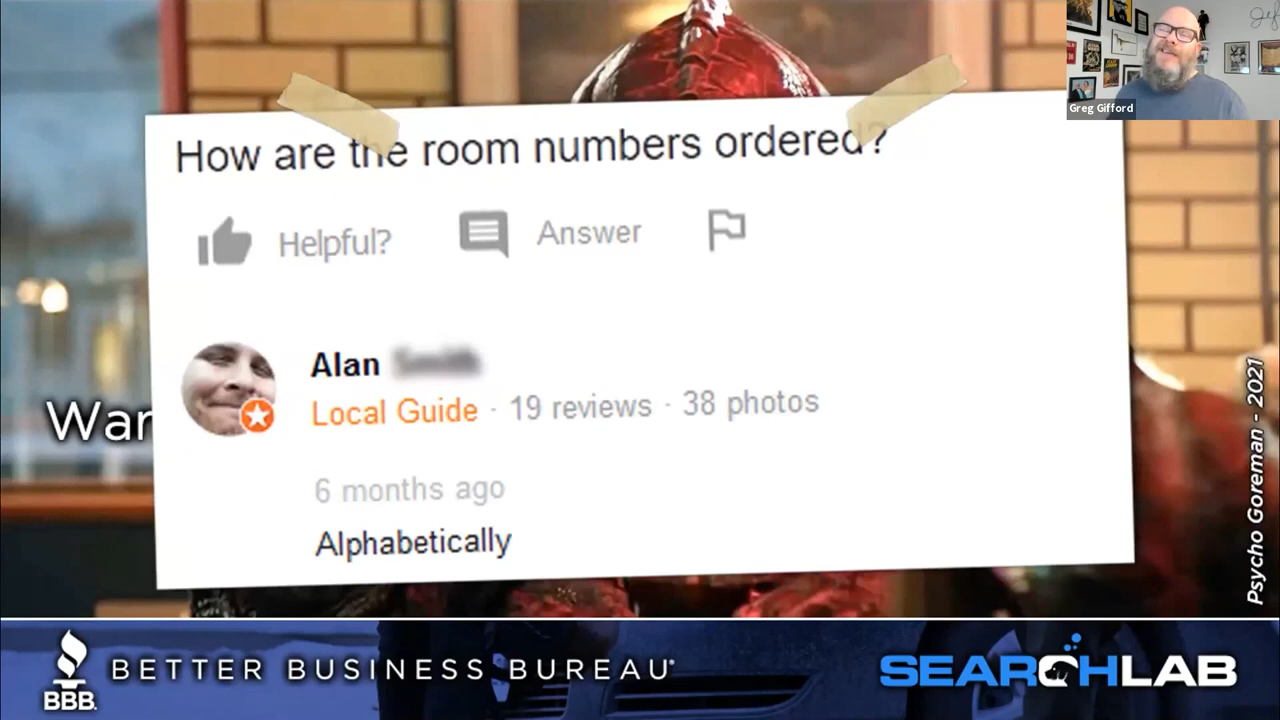 Greg Gifford
How are the room numbers ordered?
Helpful? Answer
Alan
Local Guide · 19 reviews · 38 photos
War
6 months ago
Alphabetically
Psycho Goreman - 2021
BBB.
BETTER BUSINESS BUREAU®
SEARCHLAB